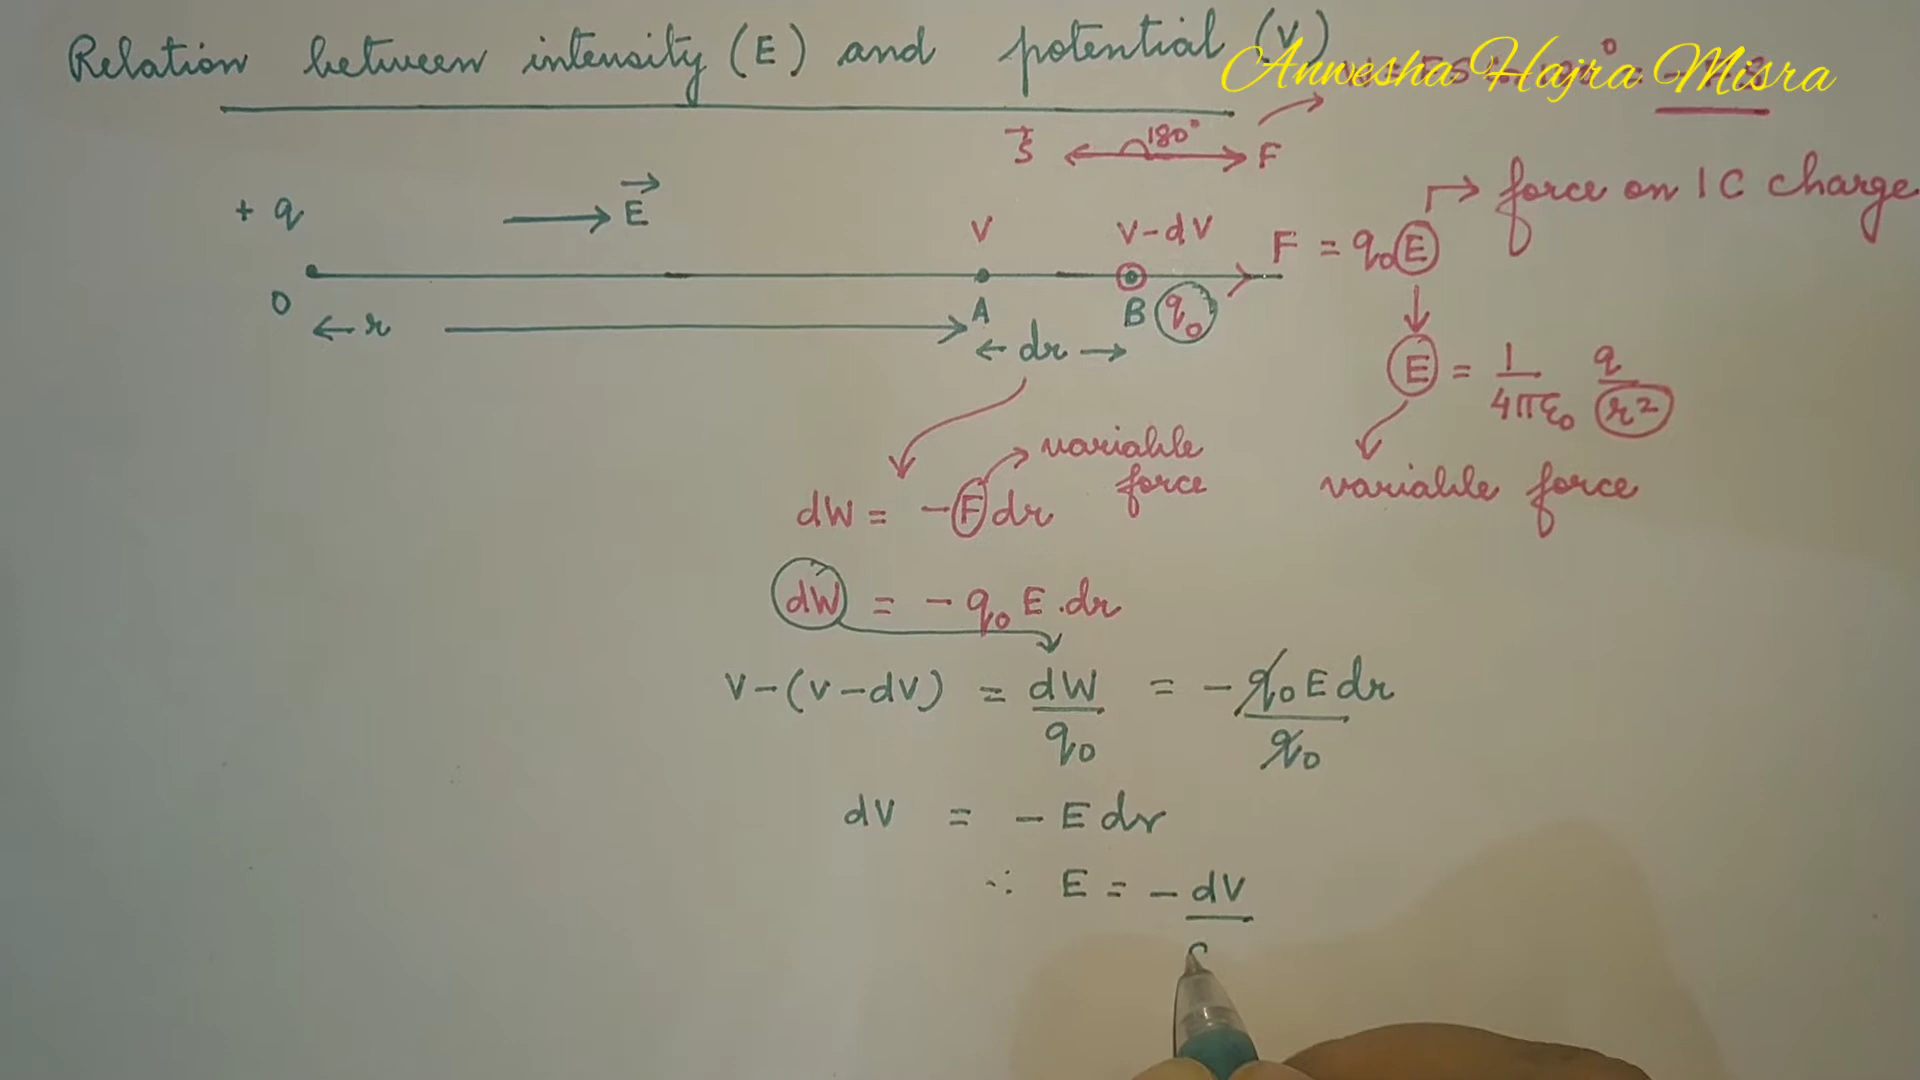 Relation between intensity (E) and potential (V)
Anwesha Hajra Misra
S 180° F
+ q
E
V
V-dV
F = q₀E
force on 1C charge
O
A
B q₀
r
dr
E = 1/4πε₀ q/r²
variable force
variable force
dW = -Fdr
dW = - q₀ E.dr
V-(V-dV) = dW/q₀ = -q₀Edr/q₀
dV = - E dr
∴ E = - dV